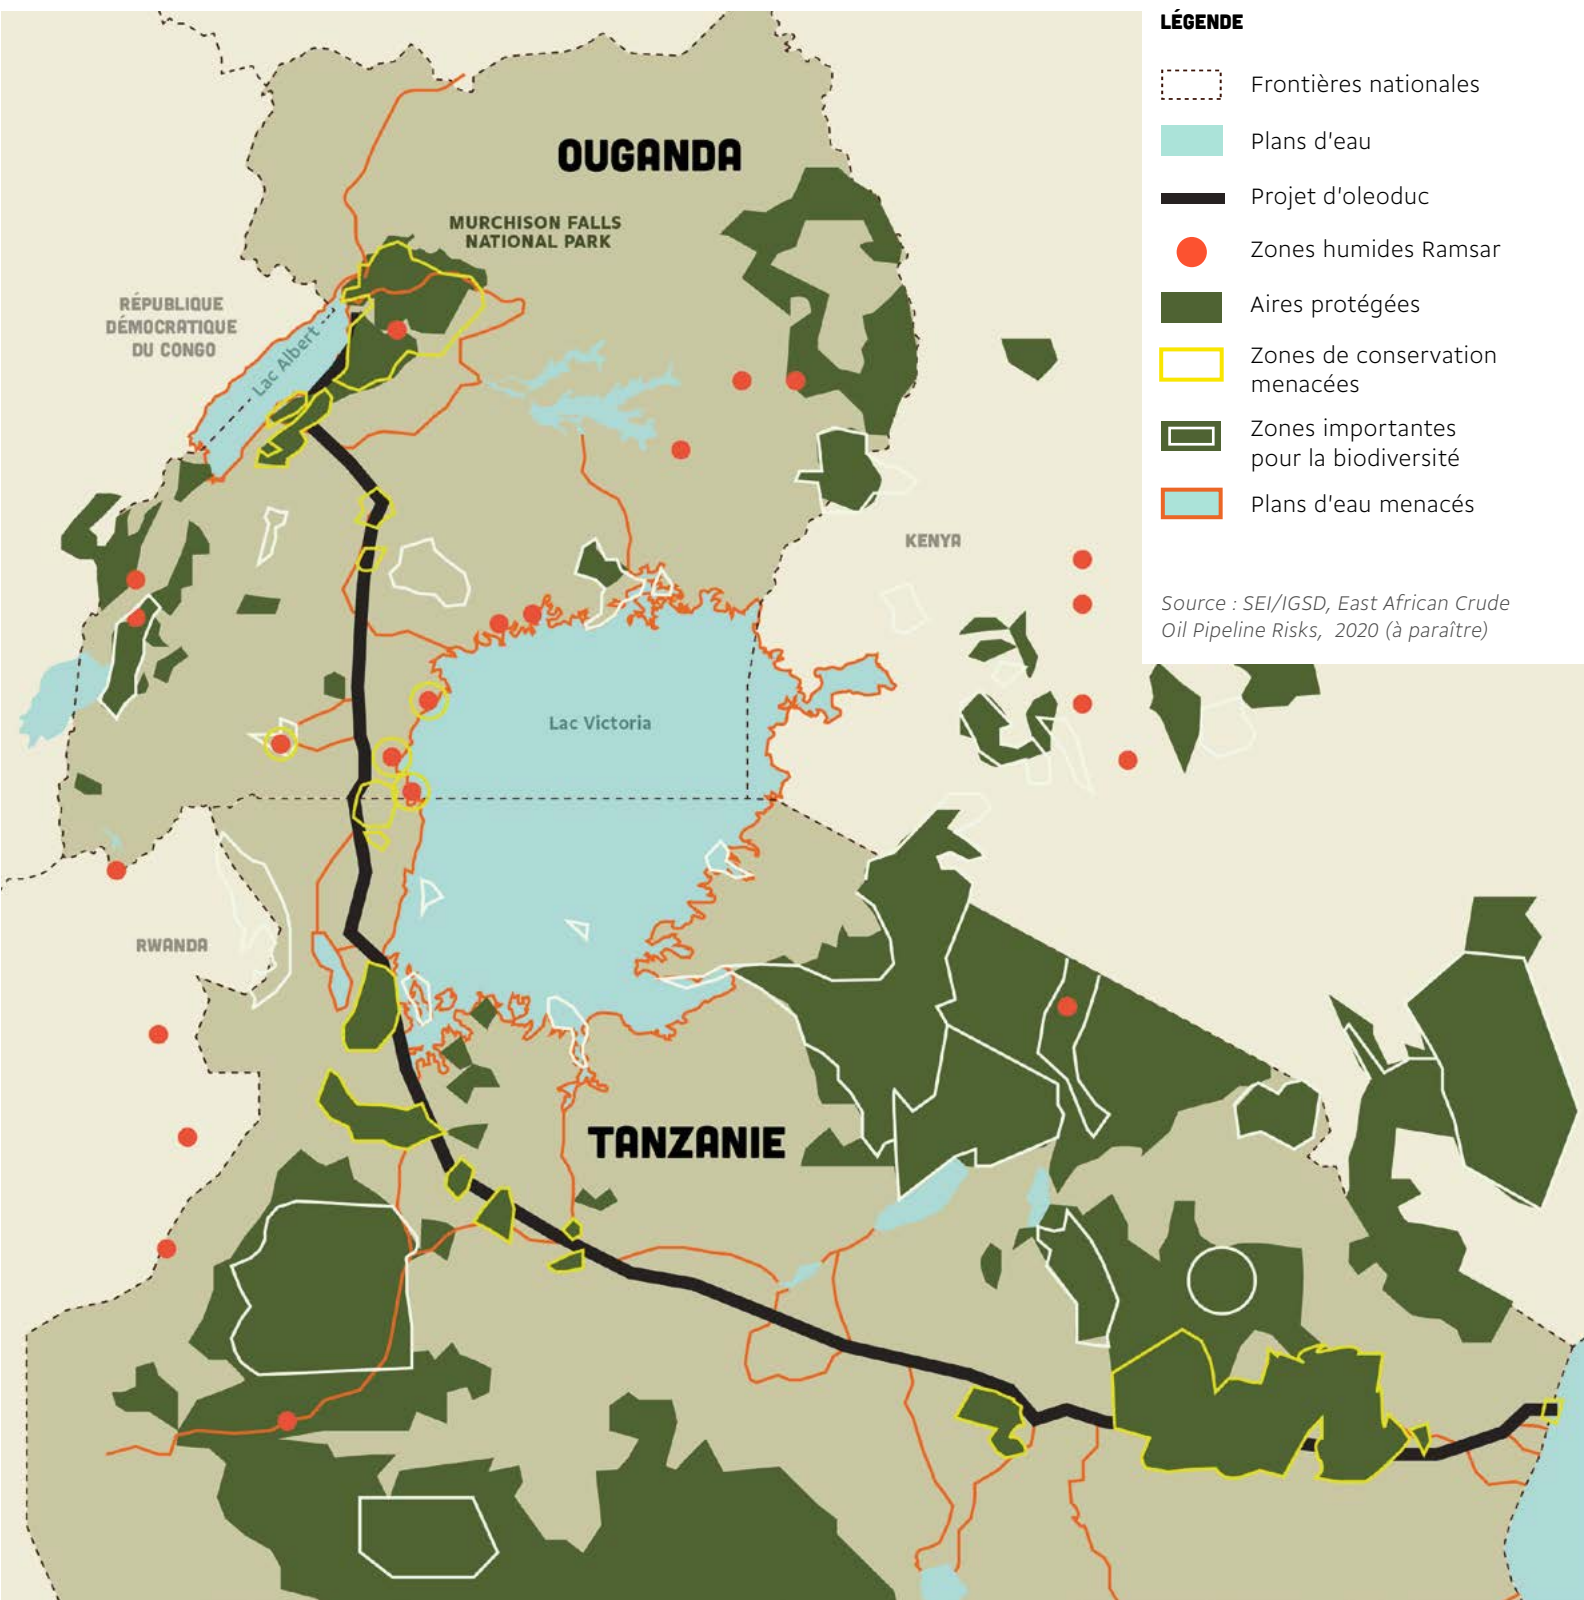 LÉGENDE
Frontières nationales
Plans d'eau
Projet d'oleoduc
Zones humides Ramsar
Aires protégées
Zones de conservation
menacées
Zones importantes
pour la biodiversité
Plans d'eau menacés
Source : SEI/IGSD, East African Crude
Oil Pipeline Risks, 2020 (à paraître)
OUGANDA
MURCHISON FALLS
NATIONAL PARK
RÉPUBLIQUE
DÉMOCRATIQUE
DU CONGO
Lac Albert
KENYA
Lac Victoria
RWANDA
TANZANIE